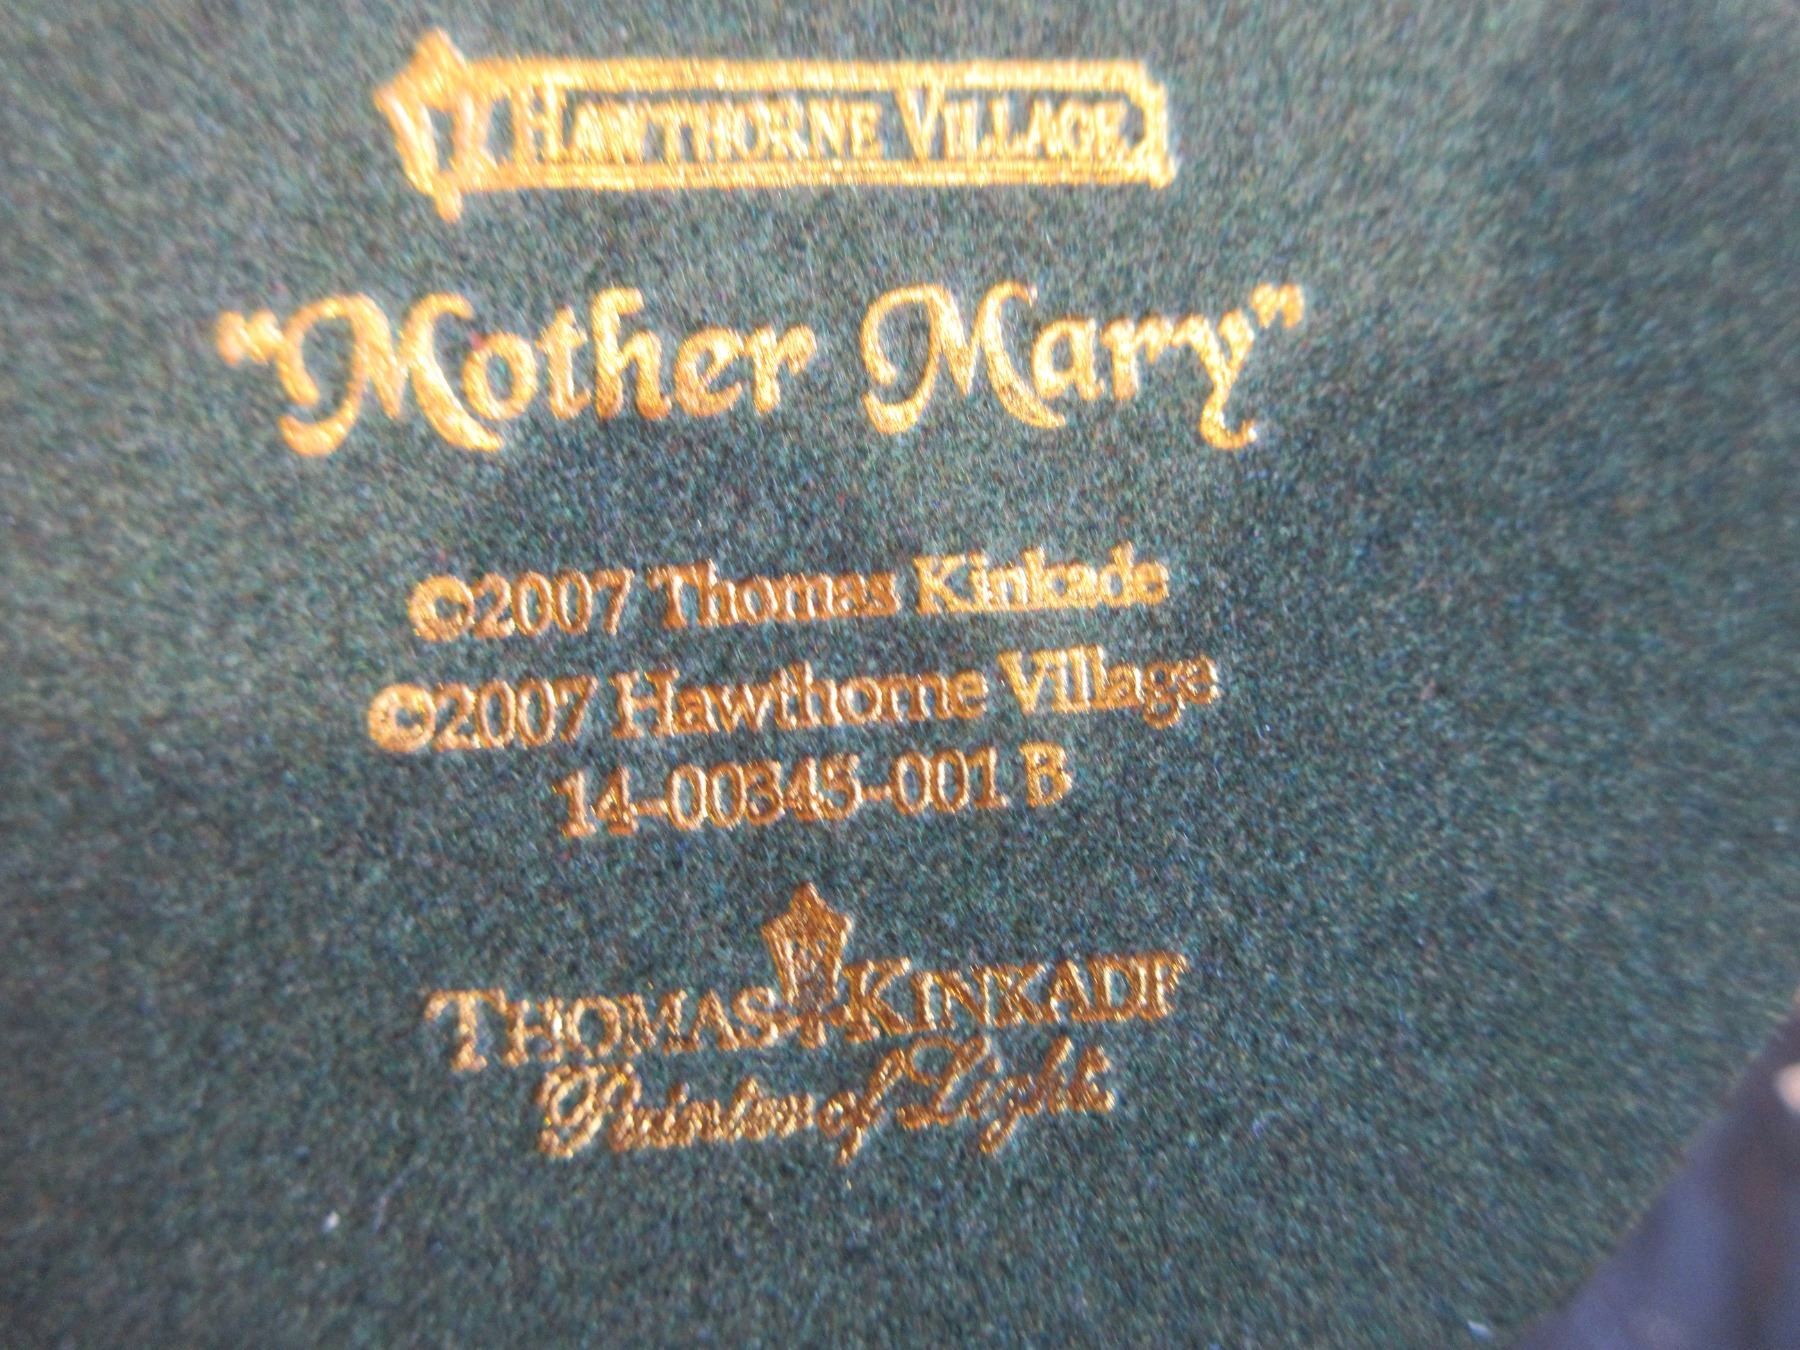 HAWTHORNE VILLAGE
"Mother Mary"
©2007 Thomas Kinkade
©2007 Hawthorne Village
14-00345-001 B
THOMAS KINKADE
Painter of Light